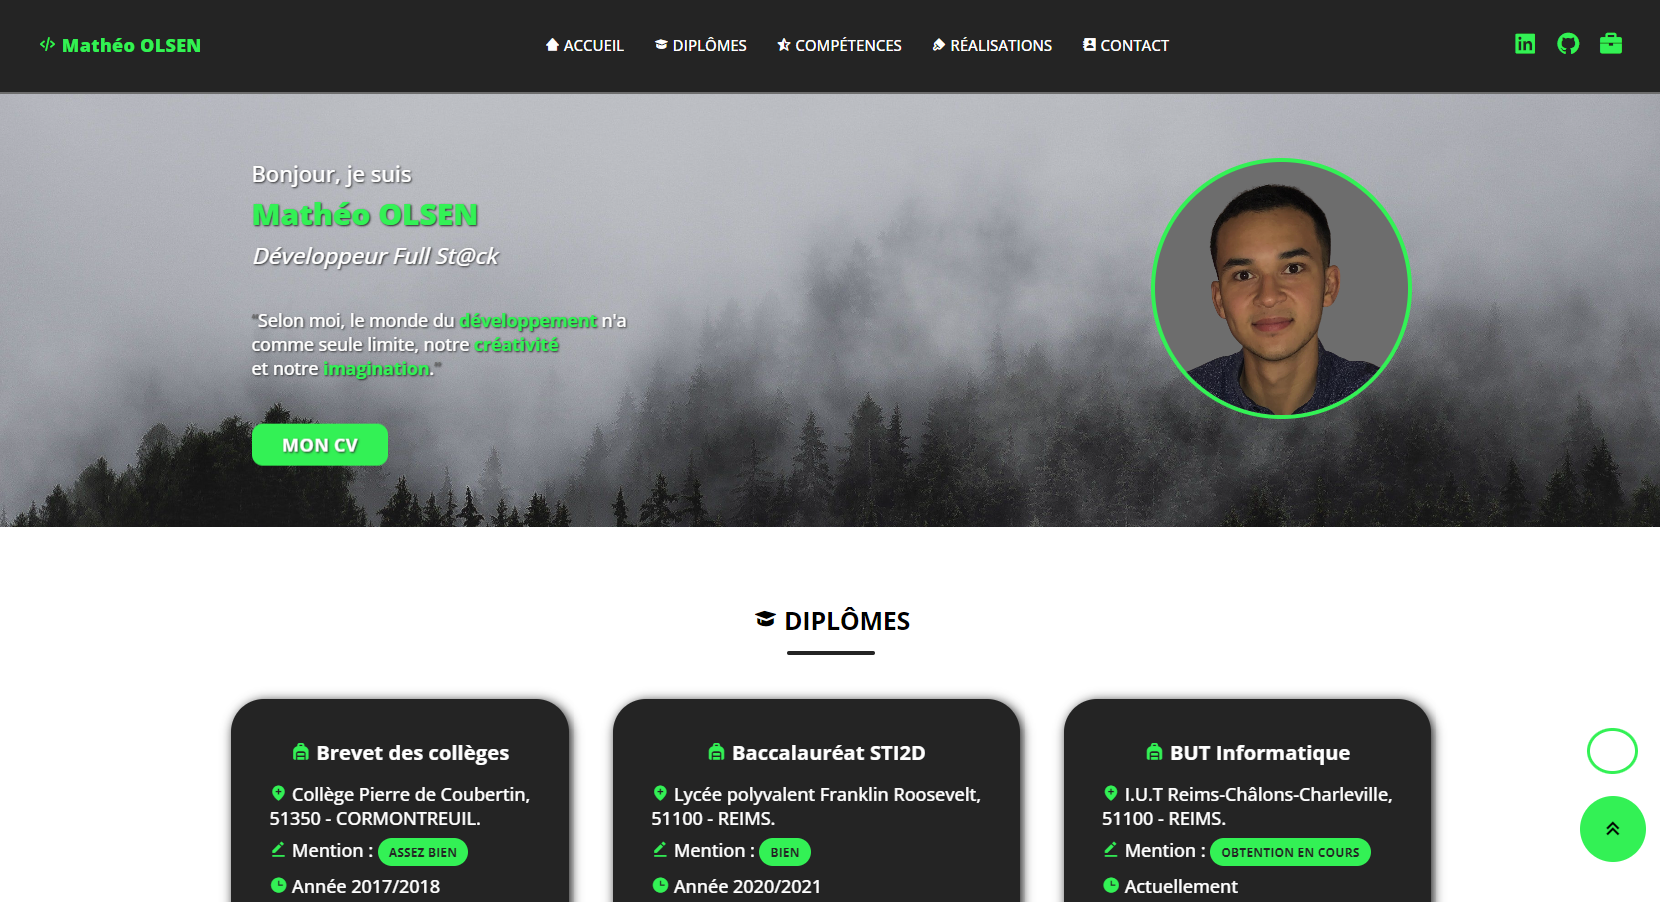 Mathéo OLSEN
ACCUEIL DIPLÔMES COMPÉTENCES RÉALISATIONS CONTACT
Bonjour, je suis
Mathéo OLSEN
Développeur Full St@ck
"Selon moi, le monde du développement n'a
comme seule limite, notre créativité
et notre imagination."
MON CV
DIPLÔMES
Brevet des collèges
Collège Pierre de Coubertin,
51350 - CORMONTREUIL.
Mention : ASSEZ BIEN
Année 2017/2018
Baccalauréat STI2D
Lycée polyvalent Franklin Roosevelt,
51100 - REIMS.
Mention : BIEN
Année 2020/2021
BUT Informatique
I.U.T Reims-Châlons-Charleville,
51100 - REIMS.
Mention : OBTENTION EN COURS
Actuellement